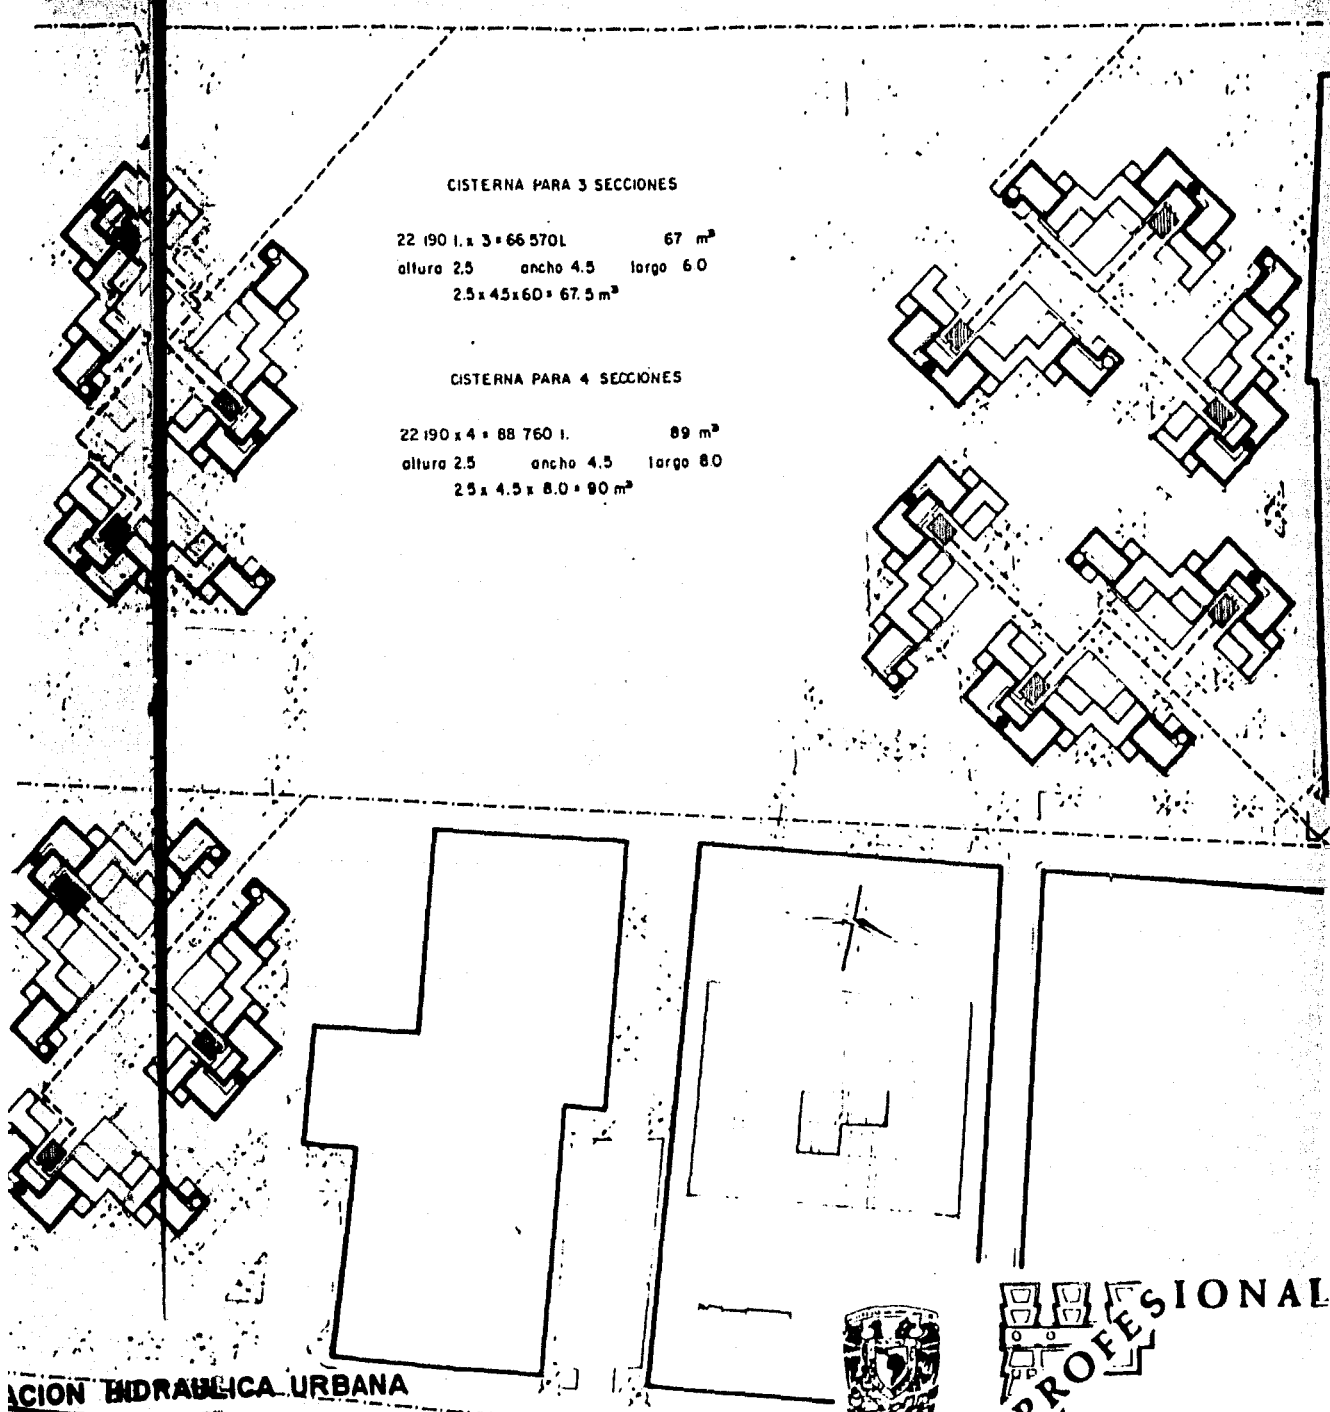 CISTERNA PARA 3 SECCIONES
22 190 l. x 3 = 66 570 L 67 m³
altura 2.5 ancho 4.5 largo 6.0
2.5 x 4.5 x 6.0 = 67.5 m³
CISTERNA PARA 4 SECCIONES
22 190 x 4 = 88 760 l. 89 m³
altura 2.5 ancho 4.5 largo 8.0
2.5 x 4.5 x 8.0 = 90 m³
PROFESIONAL
ACION HIDRAULICA URBANA